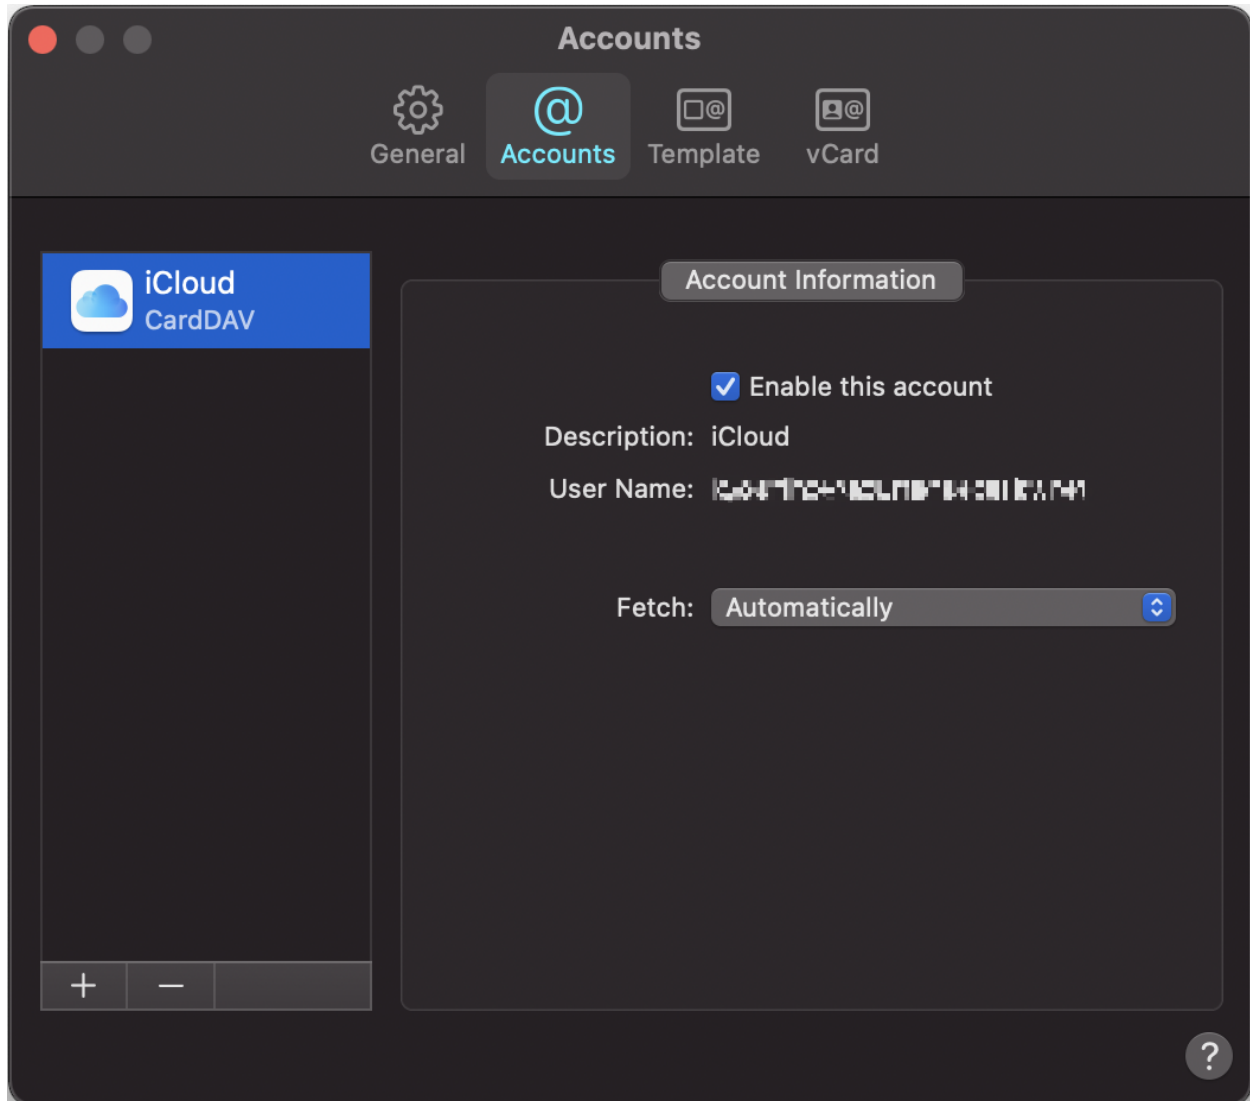 Accounts
General
Accounts
Template
vCard
iCloud
CardDAV
Account Information
Enable this account
Description: iCloud
User Name:
Fetch: Automatically
?